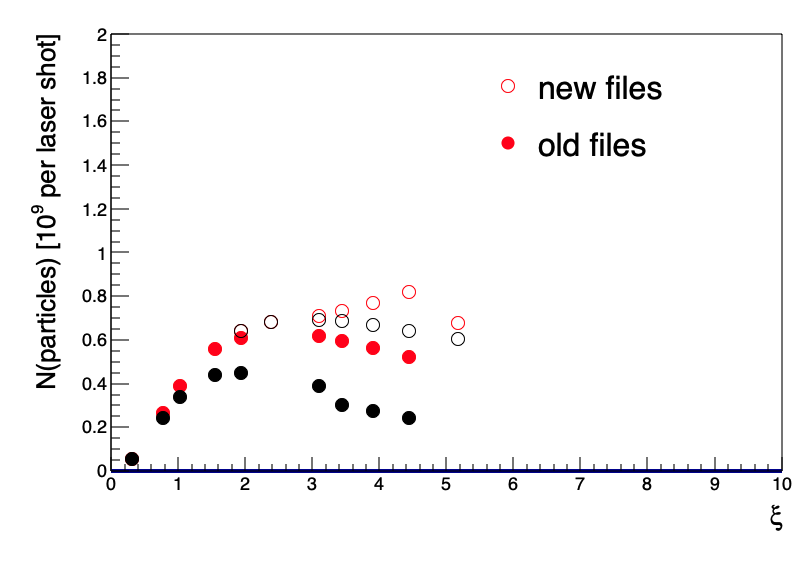 N(particles) [10⁹ per laser shot]
2
1.8
1.6
1.4
1.2
1
0.8
0.6
0.4
0.2
0
new files
old files
0 1 2 3 4 5 6 7 8 9 10
ξ